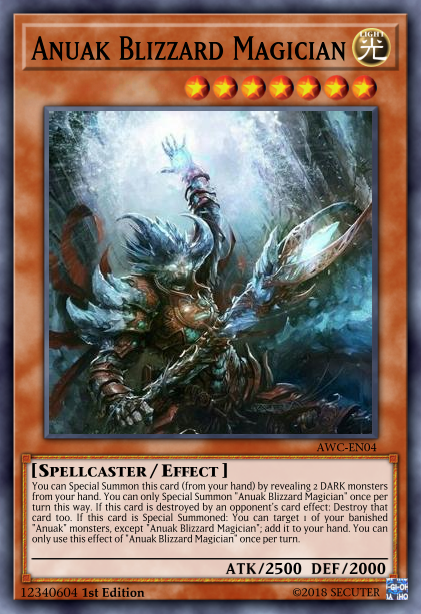 Anuak Blizzard Magician
LIGHT
光
AWC-EN04
[Spellcaster / Effect]
You can Special Summon this card (from your hand) by revealing 2 DARK monsters
from your hand. You can only Special Summon "Anuak Blizzard Magician" once per
turn this way. If this card is destroyed by an opponent's card effect: Destroy that
card too. If this card is Special Summoned: You can target 1 of your banished
"Anuak" monsters, except "Anuak Blizzard Magician"; add it to your hand. You can
only use this effect of "Anuak Blizzard Magician" once per turn.
ATK/2500 DEF/2000
12340604 1st Edition
©2018 SECUTER